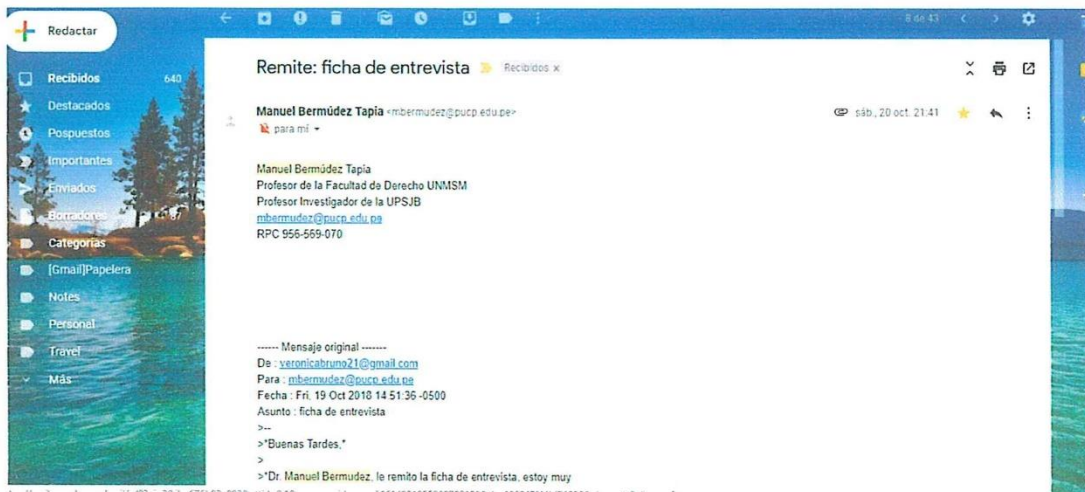 Redactar
8 de 43
Recibidos 640
Destacados
Pospuestos
Importantes
Enviados
Borradores 87
Categorías
[Gmail]Papelera
Notes
Personal
Travel
Más
Remite: ficha de entrevista Recibidos x
Manuel Bermúdez Tapia <mbermudez@pucp.edu.pe> sáb., 20 oct. 21:41
para mí
Manuel Bermúdez Tapia
Profesor de la Facultad de Derecho UNMSM
Profesor Investigador de la UPSJB
mbermudez@pucp.edu.pe
RPC 956-569-070
------ Mensaje original -------
De : veronicabruno21@gmail.com
Para : mbermudez@pucp.edu.pe
Fecha : Fri, 19 Oct 2018 14:51:36 -0500
Asunto : ficha de entrevista
>--
>*Buenas Tardes,*
>
>*Dr. Manuel Bermudez, le remito la ficha de entrevista, estoy muy